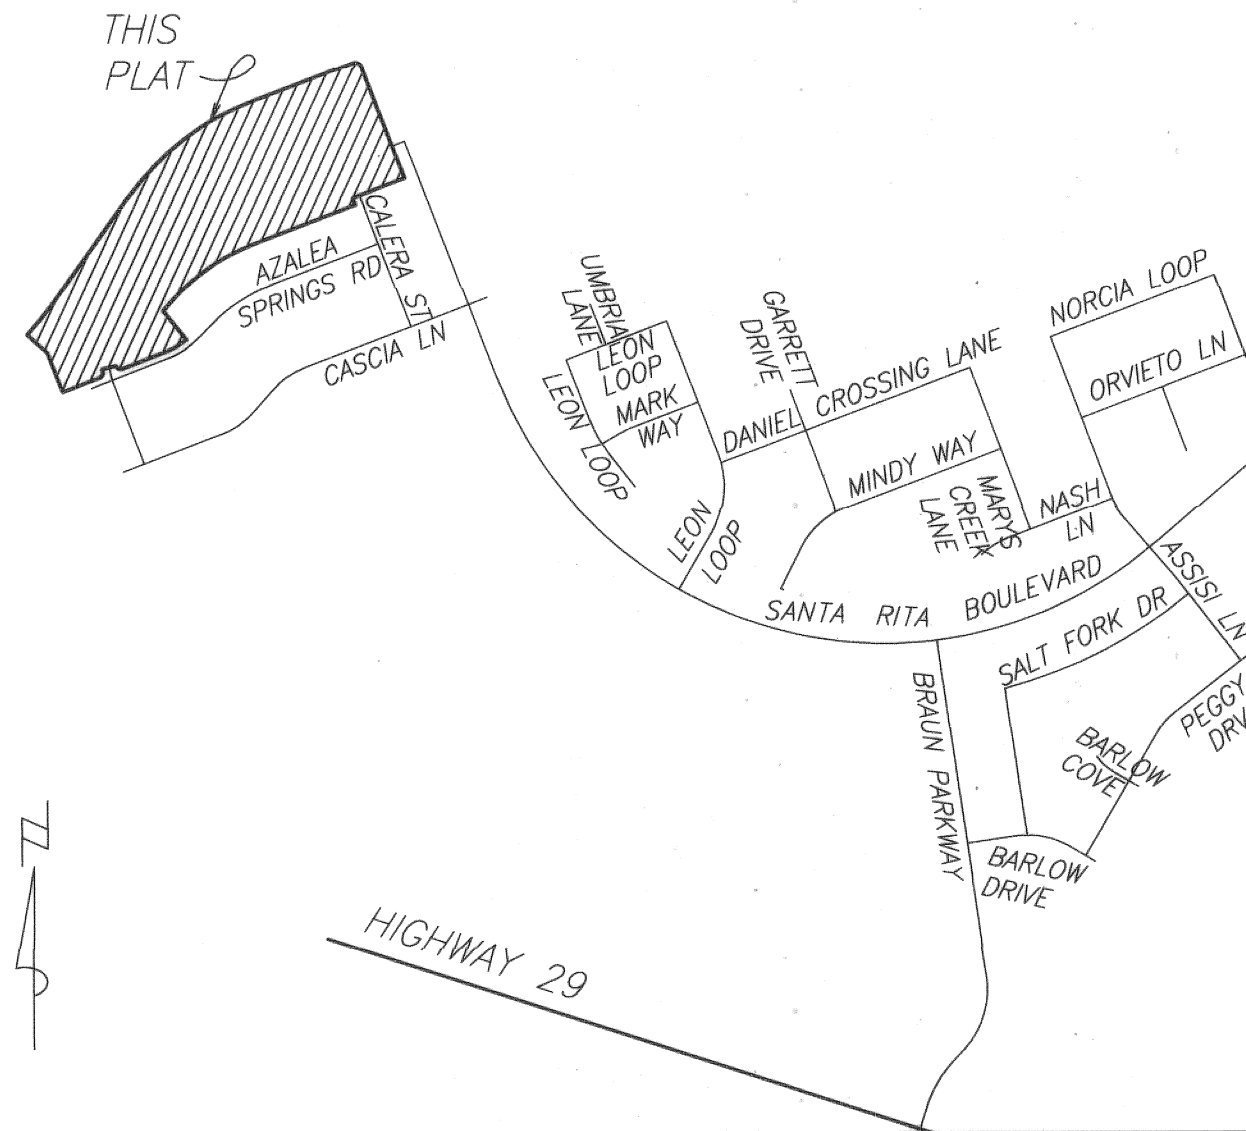 THIS
PLAT
CALERA ST
AZALEA
SPRINGS RD
CASCIA LN
UMBRIA
LANE
LEON
LOOP
LEON LOOP
MARK
WAY
GARRETT
DRIVE
DANIEL CROSSING LANE
MINDY WAY
MARYS
CREEK
LANE
NORCIA LOOP
ORVIETO LN
NASH
LN
LEON
LOOP
SANTA RITA BOULEVARD
ASSISI LN
SALT FORK DR
PEGGY
DRV
BRAUN PARKWAY
BARLOW
COVE
BARLOW
DRIVE
N
HIGHWAY 29